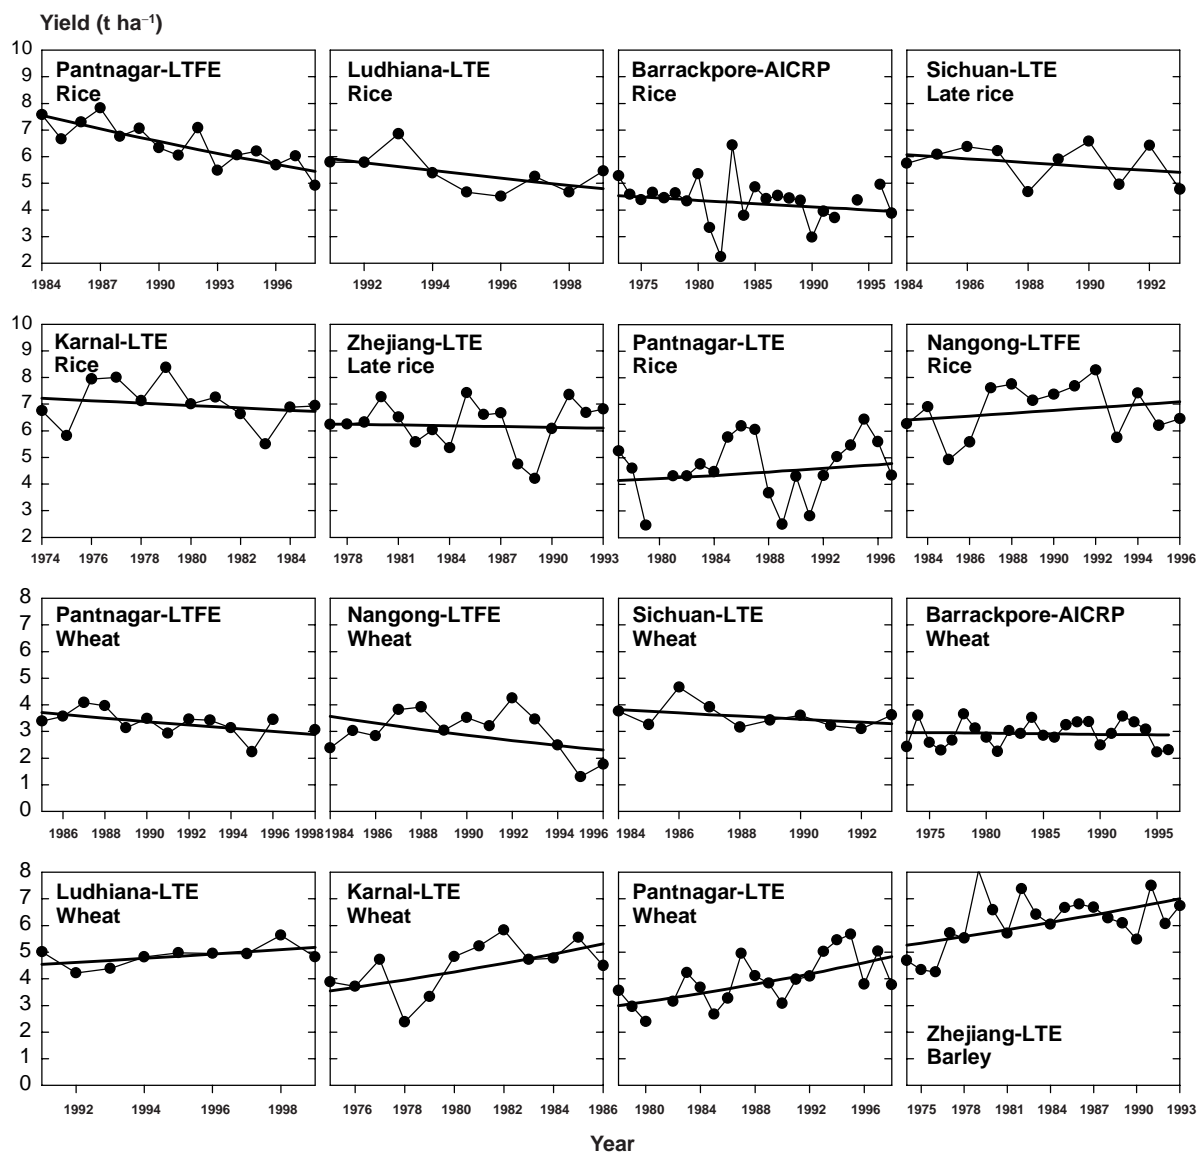 Yield (t ha⁻¹)
10
9
8
7
6
5
4
3
2
Pantnagar-LTFE
Rice
Ludhiana-LTE
Rice
Barrackpore-AICRP
Rice
Sichuan-LTE
Late rice
1984 1987 1990 1993 1996
1992 1994 1996 1998
1975 1980 1985 1990 1995
1984 1986 1988 1990 1992
10
9
8
7
6
5
4
3
2
Karnal-LTE
Rice
Zhejiang-LTE
Late rice
Pantnagar-LTE
Rice
Nangong-LTFE
Rice
1974 1976 1978 1980 1982 1984
1978 1981 1984 1987 1990 1993
1980 1984 1988 1992 1996
1984 1986 1988 1990 1992 1994 1996
8
7
6
5
4
3
2
1
0
Pantnagar-LTFE
Wheat
Nangong-LTFE
Wheat
Sichuan-LTE
Wheat
Barrackpore-AICRP
Wheat
1986 1988 1990 1992 1994 1996 1998
1984 1986 1988 1990 1992 1994 1996
1984 1986 1988 1990 1992
1975 1980 1985 1990 1995
8
7
6
5
4
3
2
1
0
Ludhiana-LTE
Wheat
Karnal-LTE
Wheat
Pantnagar-LTE
Wheat
Zhejiang-LTE
Barley
1992 1994 1996 1998
1976 1978 1980 1982 1984 1986
1980 1984 1988 1992 1996
1975 1978 1981 1984 1987 1990 1993
Year